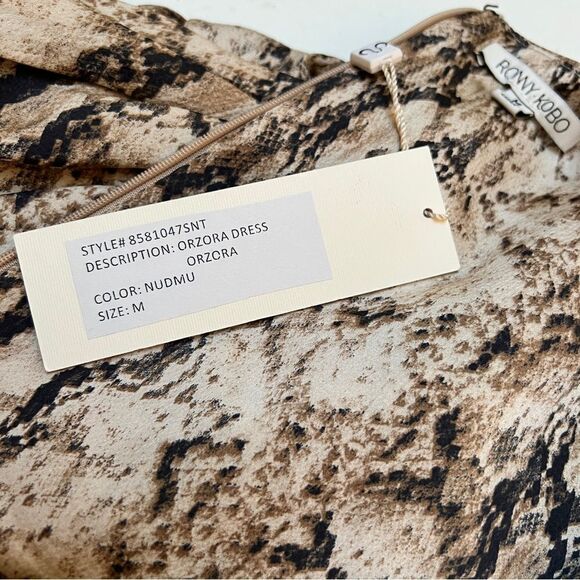 RONNY KOBO
STYLE# 8581047SNT
DESCRIPTION: ORZORA DRESS
ORZORA
COLOR: NUDMU
SIZE: M